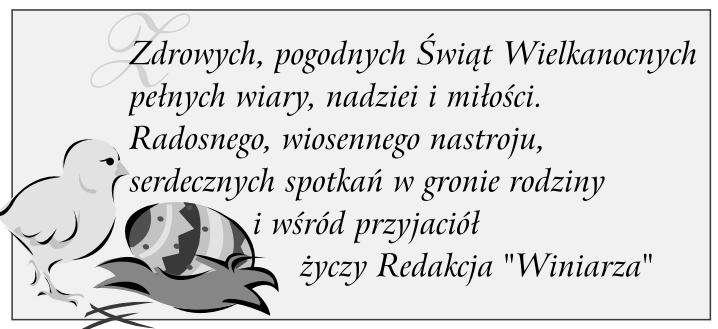 Zdrowych, pogodnych Świąt Wielkanocnych
pełnych wiary, nadziei i miłości.
Radosnego, wiosennego nastroju,
serdecznych spotkań w gronie rodziny
i wśród przyjaciół
życzy Redakcja "Winiarza"